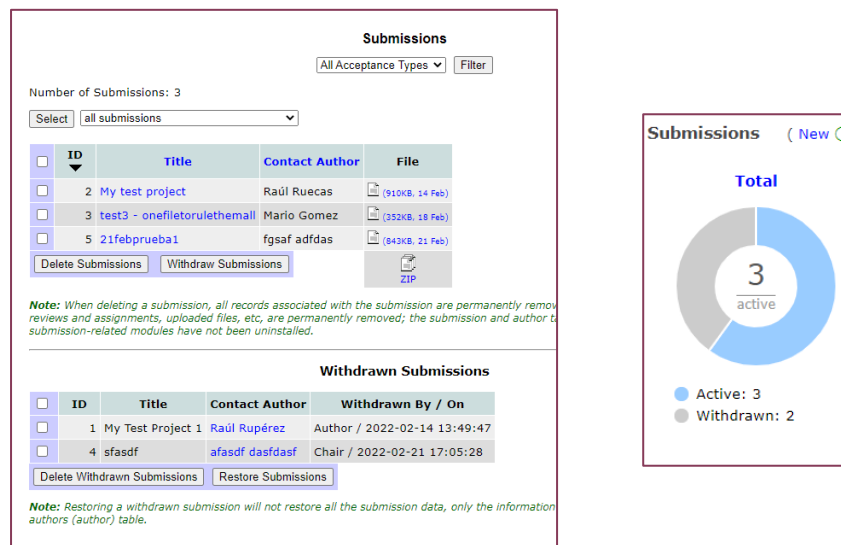 Submissions
All Acceptance Types Filter
Number of Submissions: 3
Select all submissions
ID Title Contact Author File
2 My test project Raúl Ruecas (910KB, 14 Feb)
3 test3 - onefiletorulethemall Mario Gomez (352KB, 18 Feb)
5 21febprueba1 fgsaf adfdas (843KB, 21 Feb)
Delete Submissions Withdraw Submissions ZIP
Note: When deleting a submission, all records associated with the submission are permanently
reviews and assignments, uploaded files, etc, are permanently removed; the submission and author
submission-related modules have not been uninstalled.
Withdrawn Submissions
ID Title Contact Author Withdrawn By / On
1 My Test Project 1 Raúl Rupérez Author / 2022-02-14 13:49:47
4 sfasdf afasdf dasfdasf Chair / 2022-02-21 17:05:28
Delete Withdrawn Submissions Restore Submissions
Note: Restoring a withdrawn submission will not restore all the submission data, only the information
authors (author) table.
Submissions ( New
Total
3
active
Active: 3
Withdrawn: 2